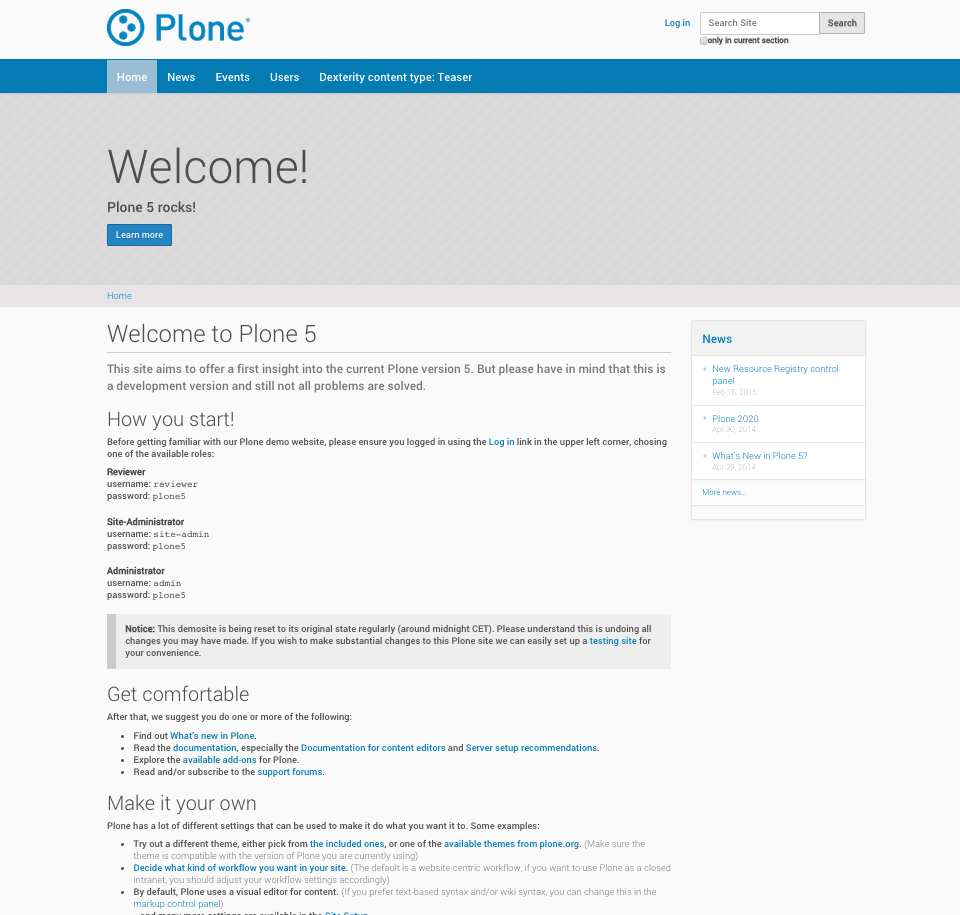 Plone®
Log in
Search Site
Search
only in current section
Home
News
Events
Users
Dexterity content type: Teaser
Welcome!
Plone 5 rocks!
Learn more
Home
Welcome to Plone 5
This site aims to offer a first insight into the current Plone version 5. But please have in mind that this is
a development version and still not all problems are solved.
How you start!
Before getting familiar with our Plone demo website, please ensure you logged in using the Log in link in the upper left corner, chosing
one of the available roles:
Reviewer
username: reviewer
password: plone5
Site-Administrator
username: site-admin
password: plone5
Administrator
username: admin
password: plone5
Notice: This demosite is being reset to its original state regularly (around midnight CET). Please understand this is undoing all
changes you may have made. If you wish to make substantial changes to this Plone site we can easily set up a testing site for
your convenience.
Get comfortable
After that, we suggest you do one or more of the following:
Find out What's new in Plone.
Read the documentation, especially the Documentation for content editors and Server setup recommendations.
Explore the available add-ons for Plone.
Read and/or subscribe to the support forums.
Make it your own
Plone has a lot of different settings that can be used to make it do what you want it to. Some examples:
Try out a different theme, either pick from the included ones, or one of the available themes from plone.org. (Make sure the
theme is compatible with the version of Plone you are currently using)
Decide what kind of workflow you want in your site. (The default is a website-centric workflow, if you want to use Plone as a closed
intranet, you should adjust your workflow settings accordingly)
By default, Plone uses a visual editor for content. (If you prefer text-based syntax and/or wiki syntax, you can change this in the
markup control panel)
and many more settings are available in the Site Setup
News
New Resource Registry control
panel
Feb 15, 2015
Plone 2020
Apr 30, 2014
What's New in Plone 5?
Apr 29, 2014
More news…